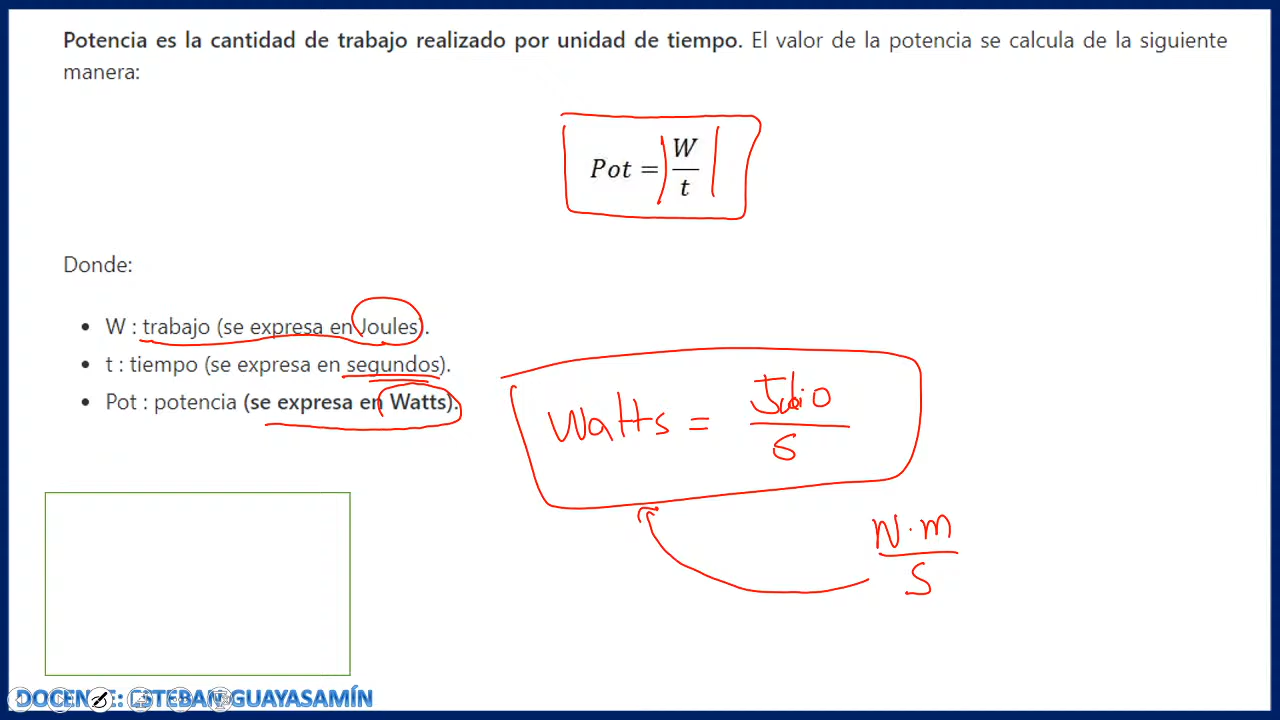 Potencia es la cantidad de trabajo realizado por unidad de tiempo. El valor de la potencia se calcula de la siguiente
manera:
Pot = |W/t|
Donde:
• W : trabajo (se expresa en Joules).
• t : tiempo (se expresa en segundos).
• Pot : potencia (se expresa en Watts).
Watts = Julio/s
N·m/s
DOCENTE: ESTEBAN GUAYASAMÍN